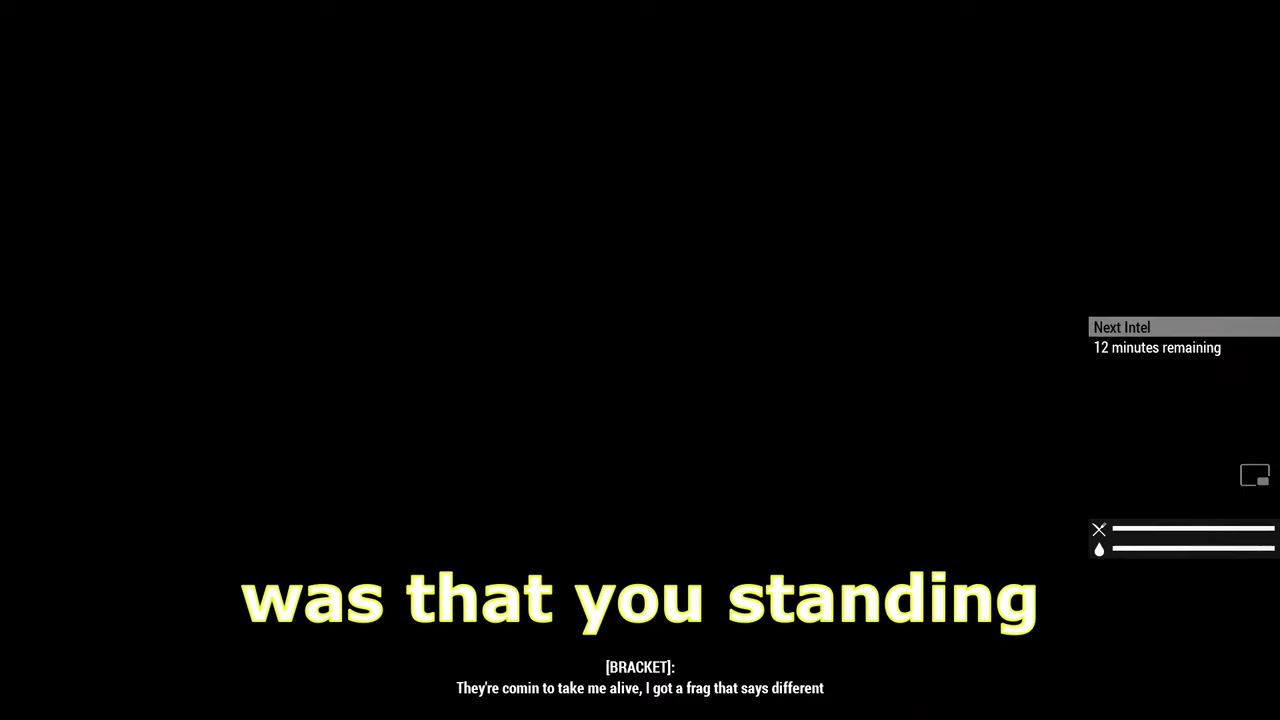 Next Intel
12 minutes remaining
was that you standing
[BRACKET]:
They're comin to take me alive, I got a frag that says different